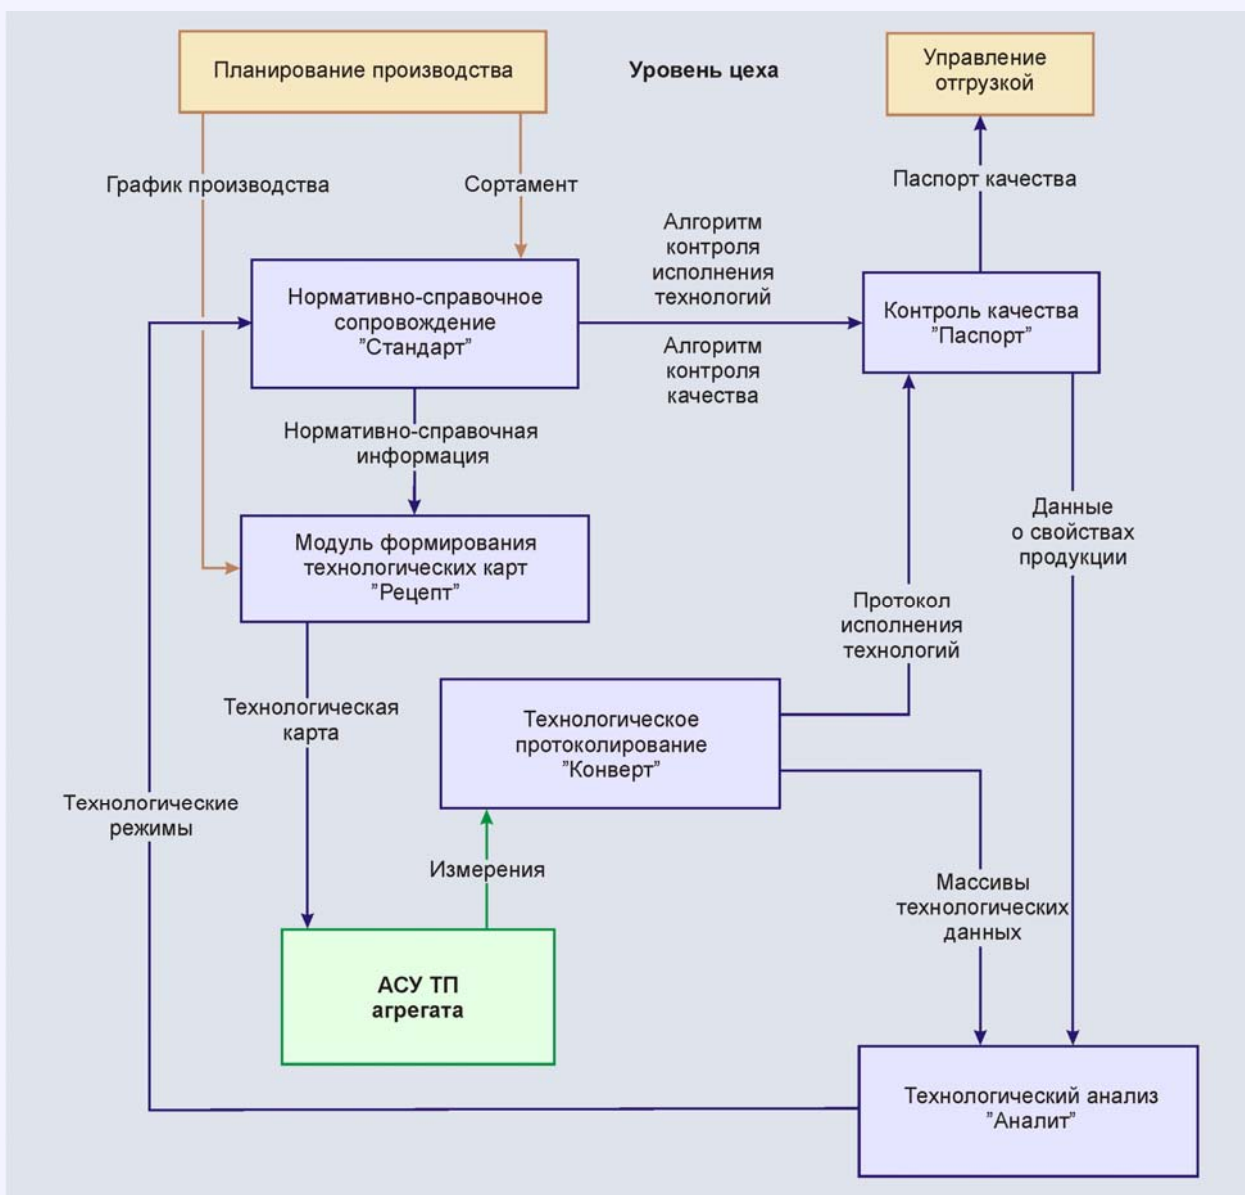 Планирование производства
Уровень цеха
Управление
отгрузкой
График производства
Сортамент
Паспорт качества
Алгоритм
контроля
исполнения
технологий
Нормативно-справочное
сопровождение
”Стандарт”
Контроль качества
”Паспорт”
Алгоритм
контроля
качества
Нормативно-справочная
информация
Данные
о свойствах
продукции
Модуль формирования
технологических карт
”Рецепт”
Протокол
исполнения
технологий
Технологическая
карта
Технологическое
протоколирование
”Конверт”
Технологические
режимы
Измерения
Массивы
технологических
данных
АСУ ТП
агрегата
Технологический анализ
”Аналит”